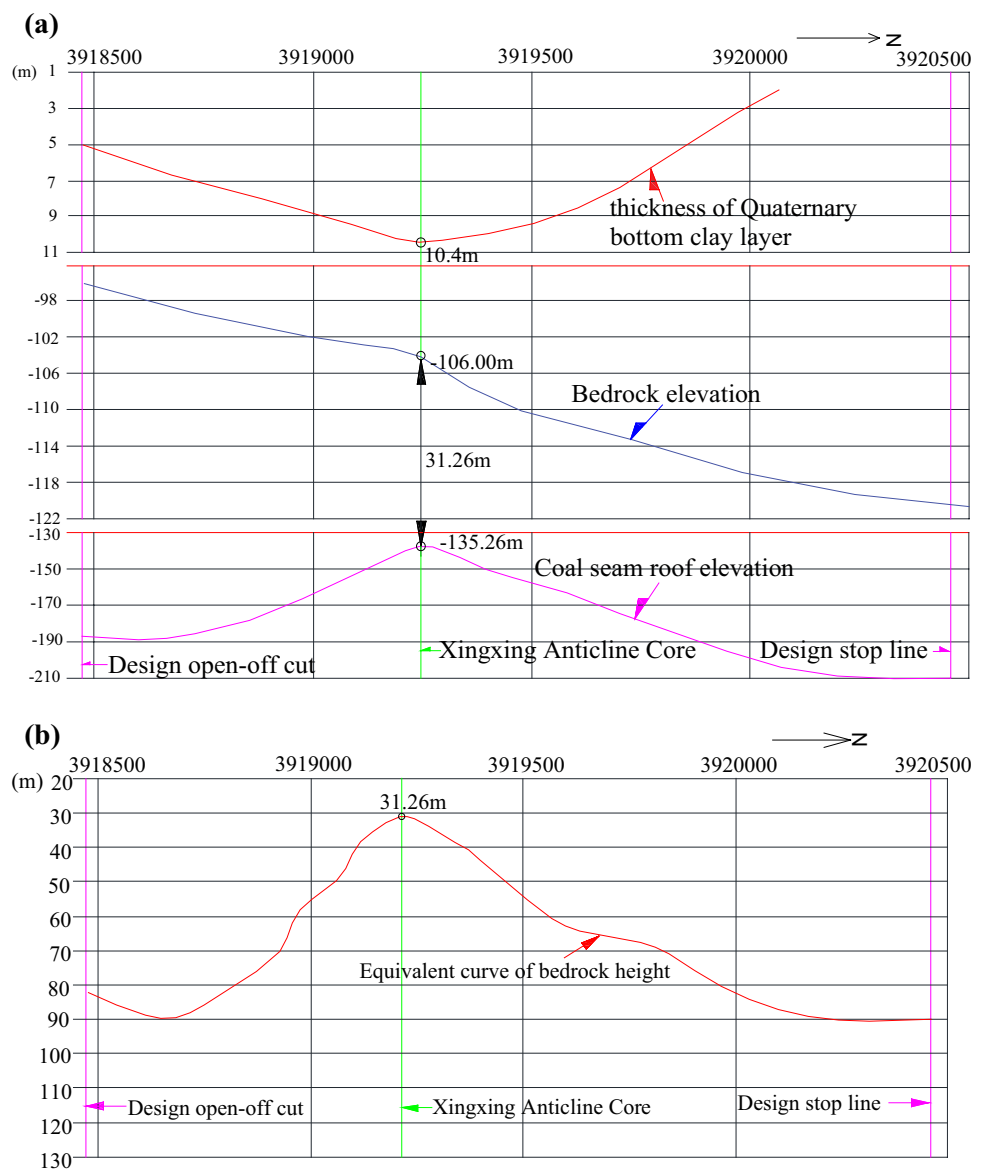 (a)
N
3918500 3919000 3919500 3920000 3920500
(m) 1
3
5
7
9
11
thickness of Quaternary
bottom clay layer
10.4m
-98
-102
-106
-110
-114
-118
-122
-106.00m
Bedrock elevation
31.26m
-130
-150
-170
-190
-210
-135.26m
Coal seam roof elevation
Design open-off cut
Xingxing Anticline Core
Design stop line
(b)
N
3918500 3919000 3919500 3920000 3920500
(m) 20
30
40
50
60
70
80
90
100
110
120
130
31.26m
Equivalent curve of bedrock height
Design open-off cut
Xingxing Anticline Core
Design stop line